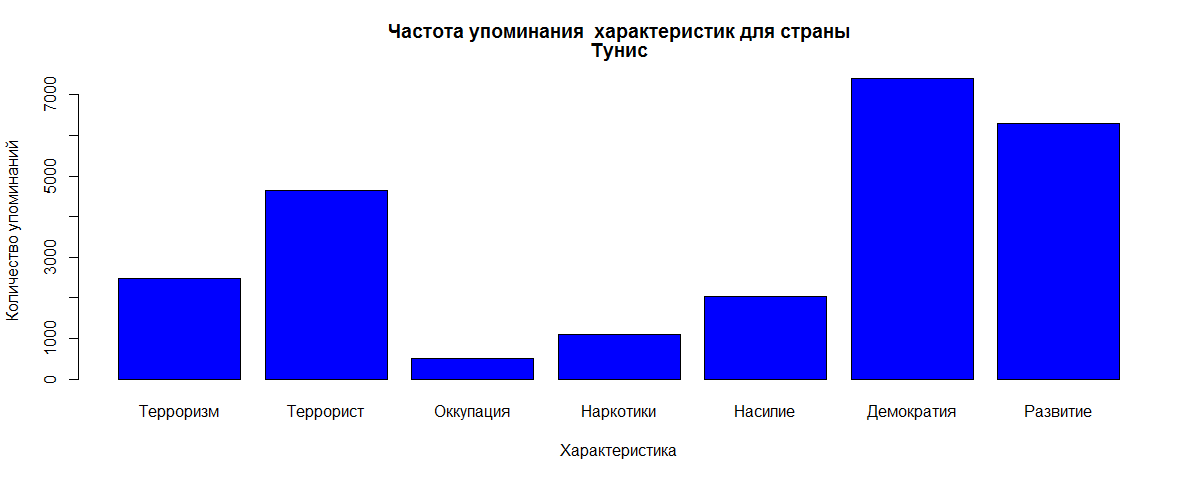 Частота упоминания  характеристик для страны
Тунис
Количество упоминаний
7000
5000
3000
1000
0
Терроризм
Террорист
Оккупация
Наркотики
Насилие
Демократия
Развитие
Характеристика